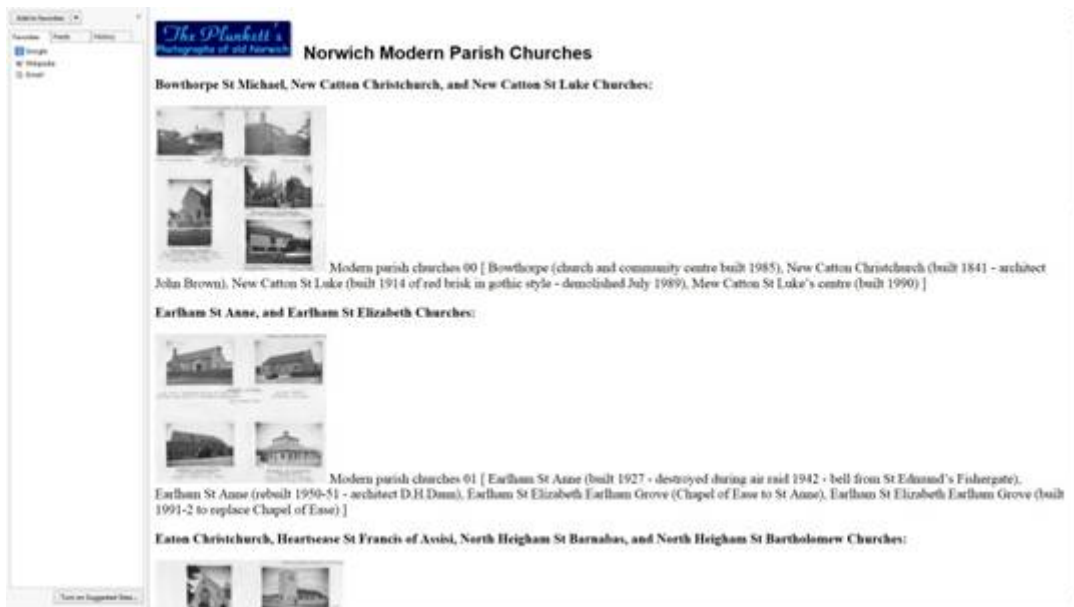 Add to favorites
Favorites Feeds History
Google
Wikipedia
Email
Turn on Suggested Sites...
The Plunkett's
Photographs of old Norwich
Norwich Modern Parish Churches
Bowthorpe St Michael, New Catton Christchurch, and New Catton St Luke Churches:
Modern parish churches 00 [ Bowthorpe (church and community centre built 1985), New Catton Christchurch (built 1841 - architect
John Brown), New Catton St Luke (built 1914 of red brisk in gothic style - demolished July 1989), Mew Catton St Luke's centre (built 1990) ]
Earlham St Anne, and Earlham St Elizabeth Churches:
Modern parish churches 01 [ Earlham St Anne (built 1927 - destroyed during air raid 1942 - bell from St Edmund's Fishergate),
Earlham St Anne (rebuilt 1950-51 - architect D.H.Dann), Earlham St Elizabeth Earlham Grove (Chapel of Ease to St Anne), Earlham St Elizabeth Earlham Grove (built
1991-2 to replace Chapel of Ease) ]
Eaton Christchurch, Heartsease St Francis of Assisi, North Heigham St Barnabas, and North Heigham St Bartholomew Churches: